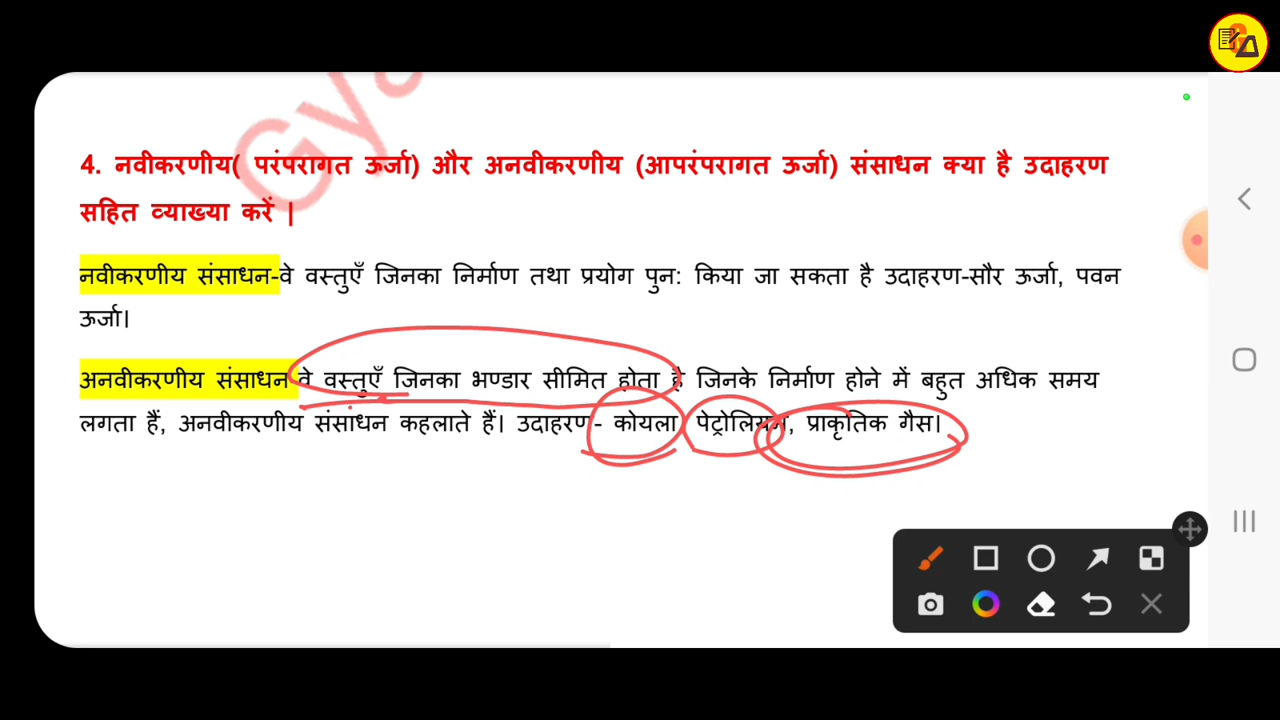 Gya
4. नवीकरणीय( परंपरागत ऊर्जा) और अनवीकरणीय (आपरंपरागत ऊर्जा) संसाधन क्या है उदाहरण
सहित व्याख्या करें |
नवीकरणीय संसाधन-वे वस्तुएँ जिनका निर्माण तथा प्रयोग पुन: किया जा सकता है उदाहरण-सौर ऊर्जा, पवन
ऊर्जा।
अनवीकरणीय संसाधन वे वस्तुएँ जिनका भण्डार सीमित होता है जिनके निर्माण होने में बहुत अधिक समय
लगता हैं, अनवीकरणीय संसाधन कहलाते हैं। उदाहरण- कोयला पेट्रोलियम, प्राकृतिक गैस।